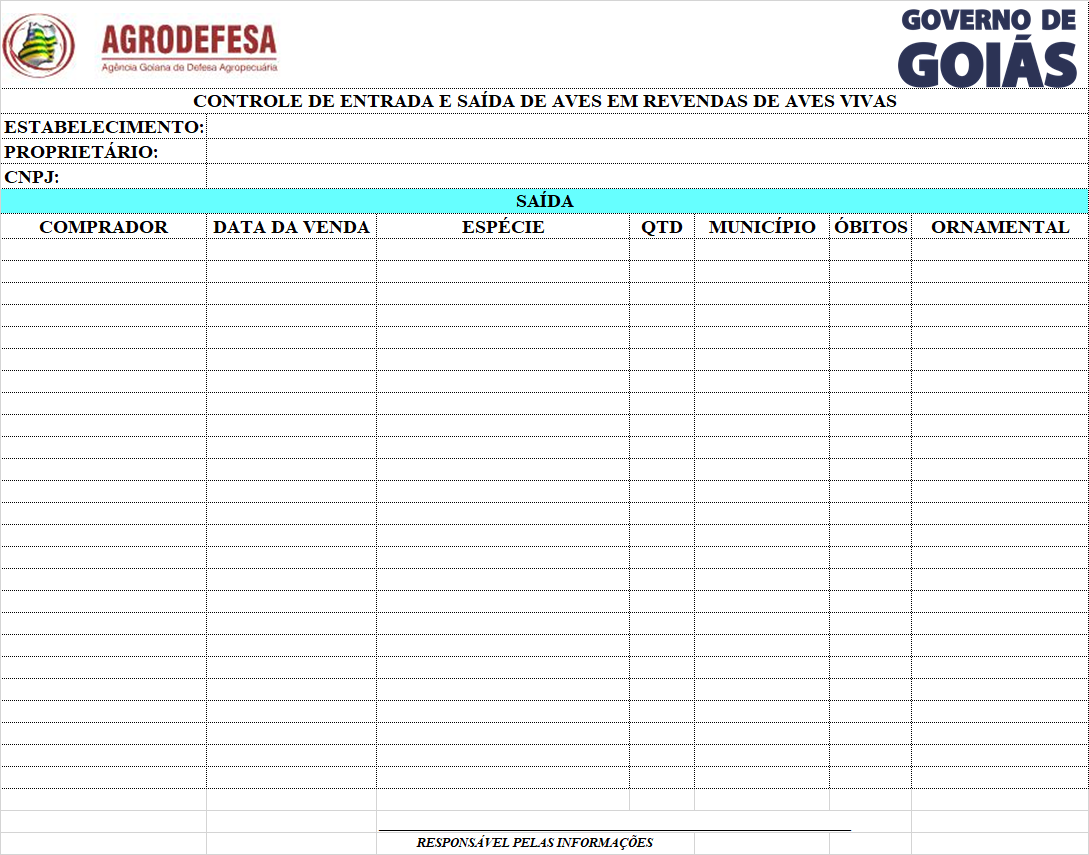 AGRODEFESA
Agência Goiana de Defesa Agropecuária
GOVERNO DE
GOIÁS
CONTROLE DE ENTRADA E SAÍDA DE AVES EM REVENDAS DE AVES VIVAS
ESTABELECIMENTO:
PROPRIETÁRIO:
CNPJ:
SAÍDA
COMPRADOR DATA DA VENDA ESPÉCIE QTD MUNICÍPIO ÓBITOS ORNAMENTAL
RESPONSÁVEL PELAS INFORMAÇÕES